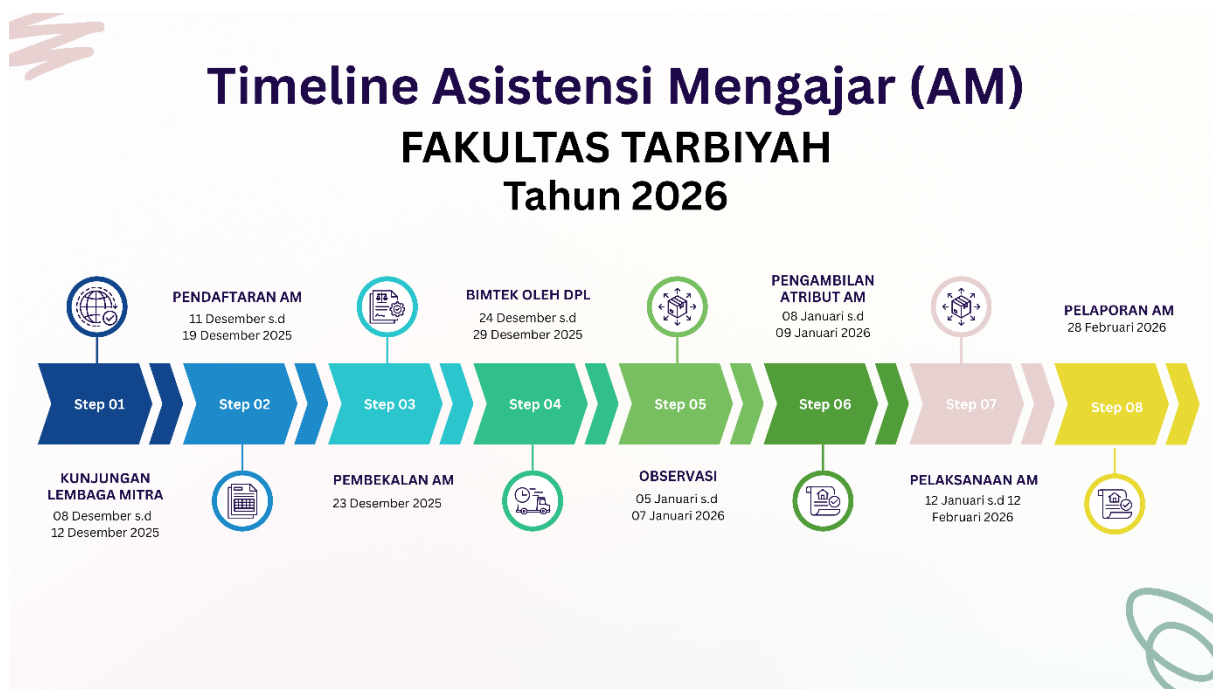 Timeline Asistensi Mengajar (AM)
FAKULTAS TARBIYAH
Tahun 2026
Step 01
KUNJUNGAN
LEMBAGA MITRA
08 Desember s.d
12 Desember 2025
PENDAFTARAN AM
11 Desember s.d
19 Desember 2025
Step 02
Step 03
PEMBEKALAN AM
23 Desember 2025
BIMTEK OLEH DPL
24 Desember s.d
29 Desember 2025
Step 04
Step 05
OBSERVASI
05 Januari s.d
07 Januari 2026
PENGAMBILAN
ATRIBUT AM
08 Januari s.d
09 Januari 2026
Step 06
Step 07
PELAKSANAAN AM
12 Januari s.d 12
Februari 2026
PELAPORAN AM
28 Februari 2026
Step 08